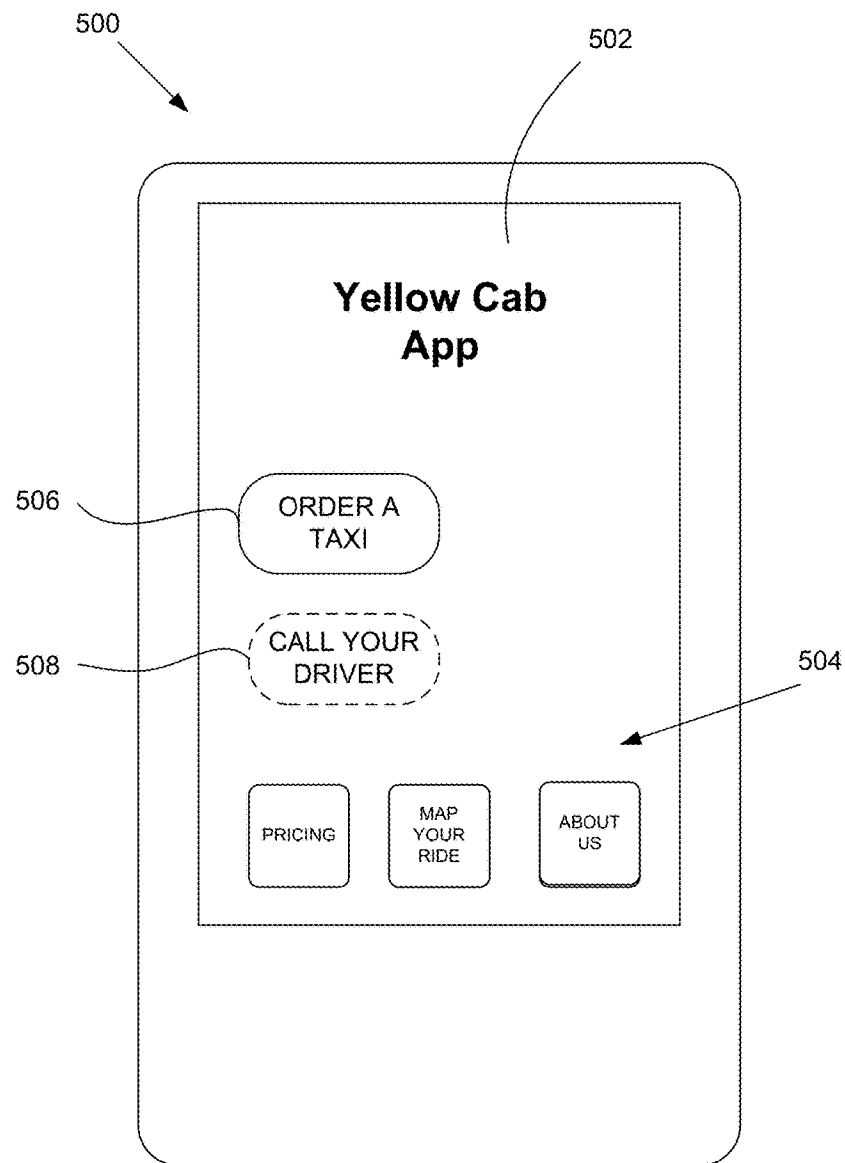 500
502
Yellow Cab
App
506
ORDER A
TAXI
508
CALL YOUR
DRIVER
504
PRICING
MAP
YOUR
RIDE
ABOUT
US